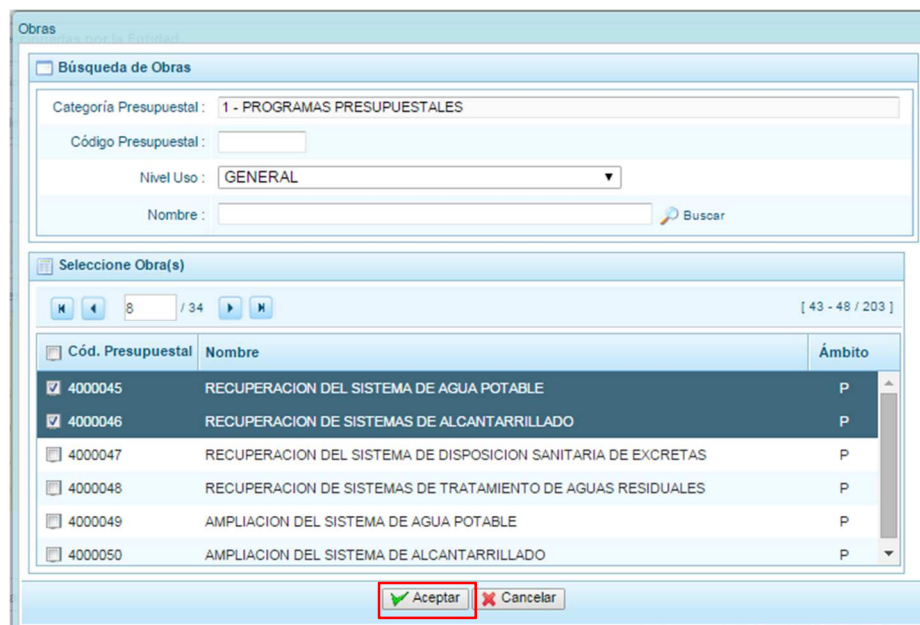 Obras
Búsqueda de Obras
Categoría Presupuestal : 1 - PROGRAMAS PRESUPUESTALES
Código Presupuestal :
Nivel Uso : GENERAL
Nombre : Buscar
Seleccione Obra(s)
8 / 34 [ 43 - 48 / 203 ]
Cód. Presupuestal Nombre Ámbito
4000045 RECUPERACION DEL SISTEMA DE AGUA POTABLE P
4000046 RECUPERACION DE SISTEMAS DE ALCANTARRILLADO P
4000047 RECUPERACION DEL SISTEMA DE DISPOSICION SANITARIA DE EXCRETAS P
4000048 RECUPERACION DE SISTEMAS DE TRATAMIENTO DE AGUAS RESIDUALES P
4000049 AMPLIACION DEL SISTEMA DE AGUA POTABLE P
4000050 AMPLIACION DEL SISTEMA DE ALCANTARRILLADO P
Aceptar Cancelar